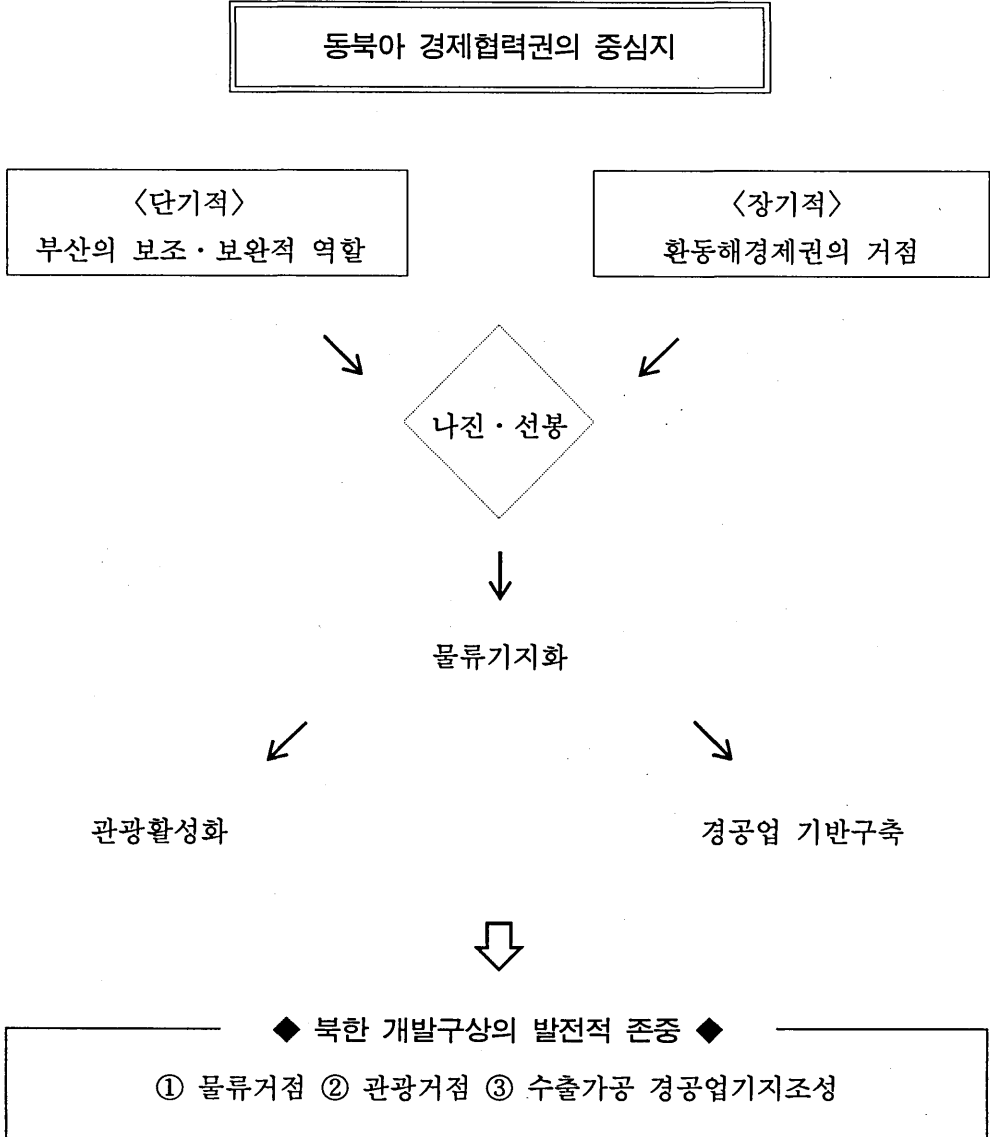 동북아 경제협력권의 중심지
〈단기적〉
부산의 보조·보완적 역할
〈장기적〉
환동해경제권의 거점
나진·선봉
물류기지화
관광활성화
경공업 기반구축
◆ 북한 개발구상의 발전적 존중 ◆
① 물류거점 ② 관광거점 ③ 수출가공 경공업기지조성